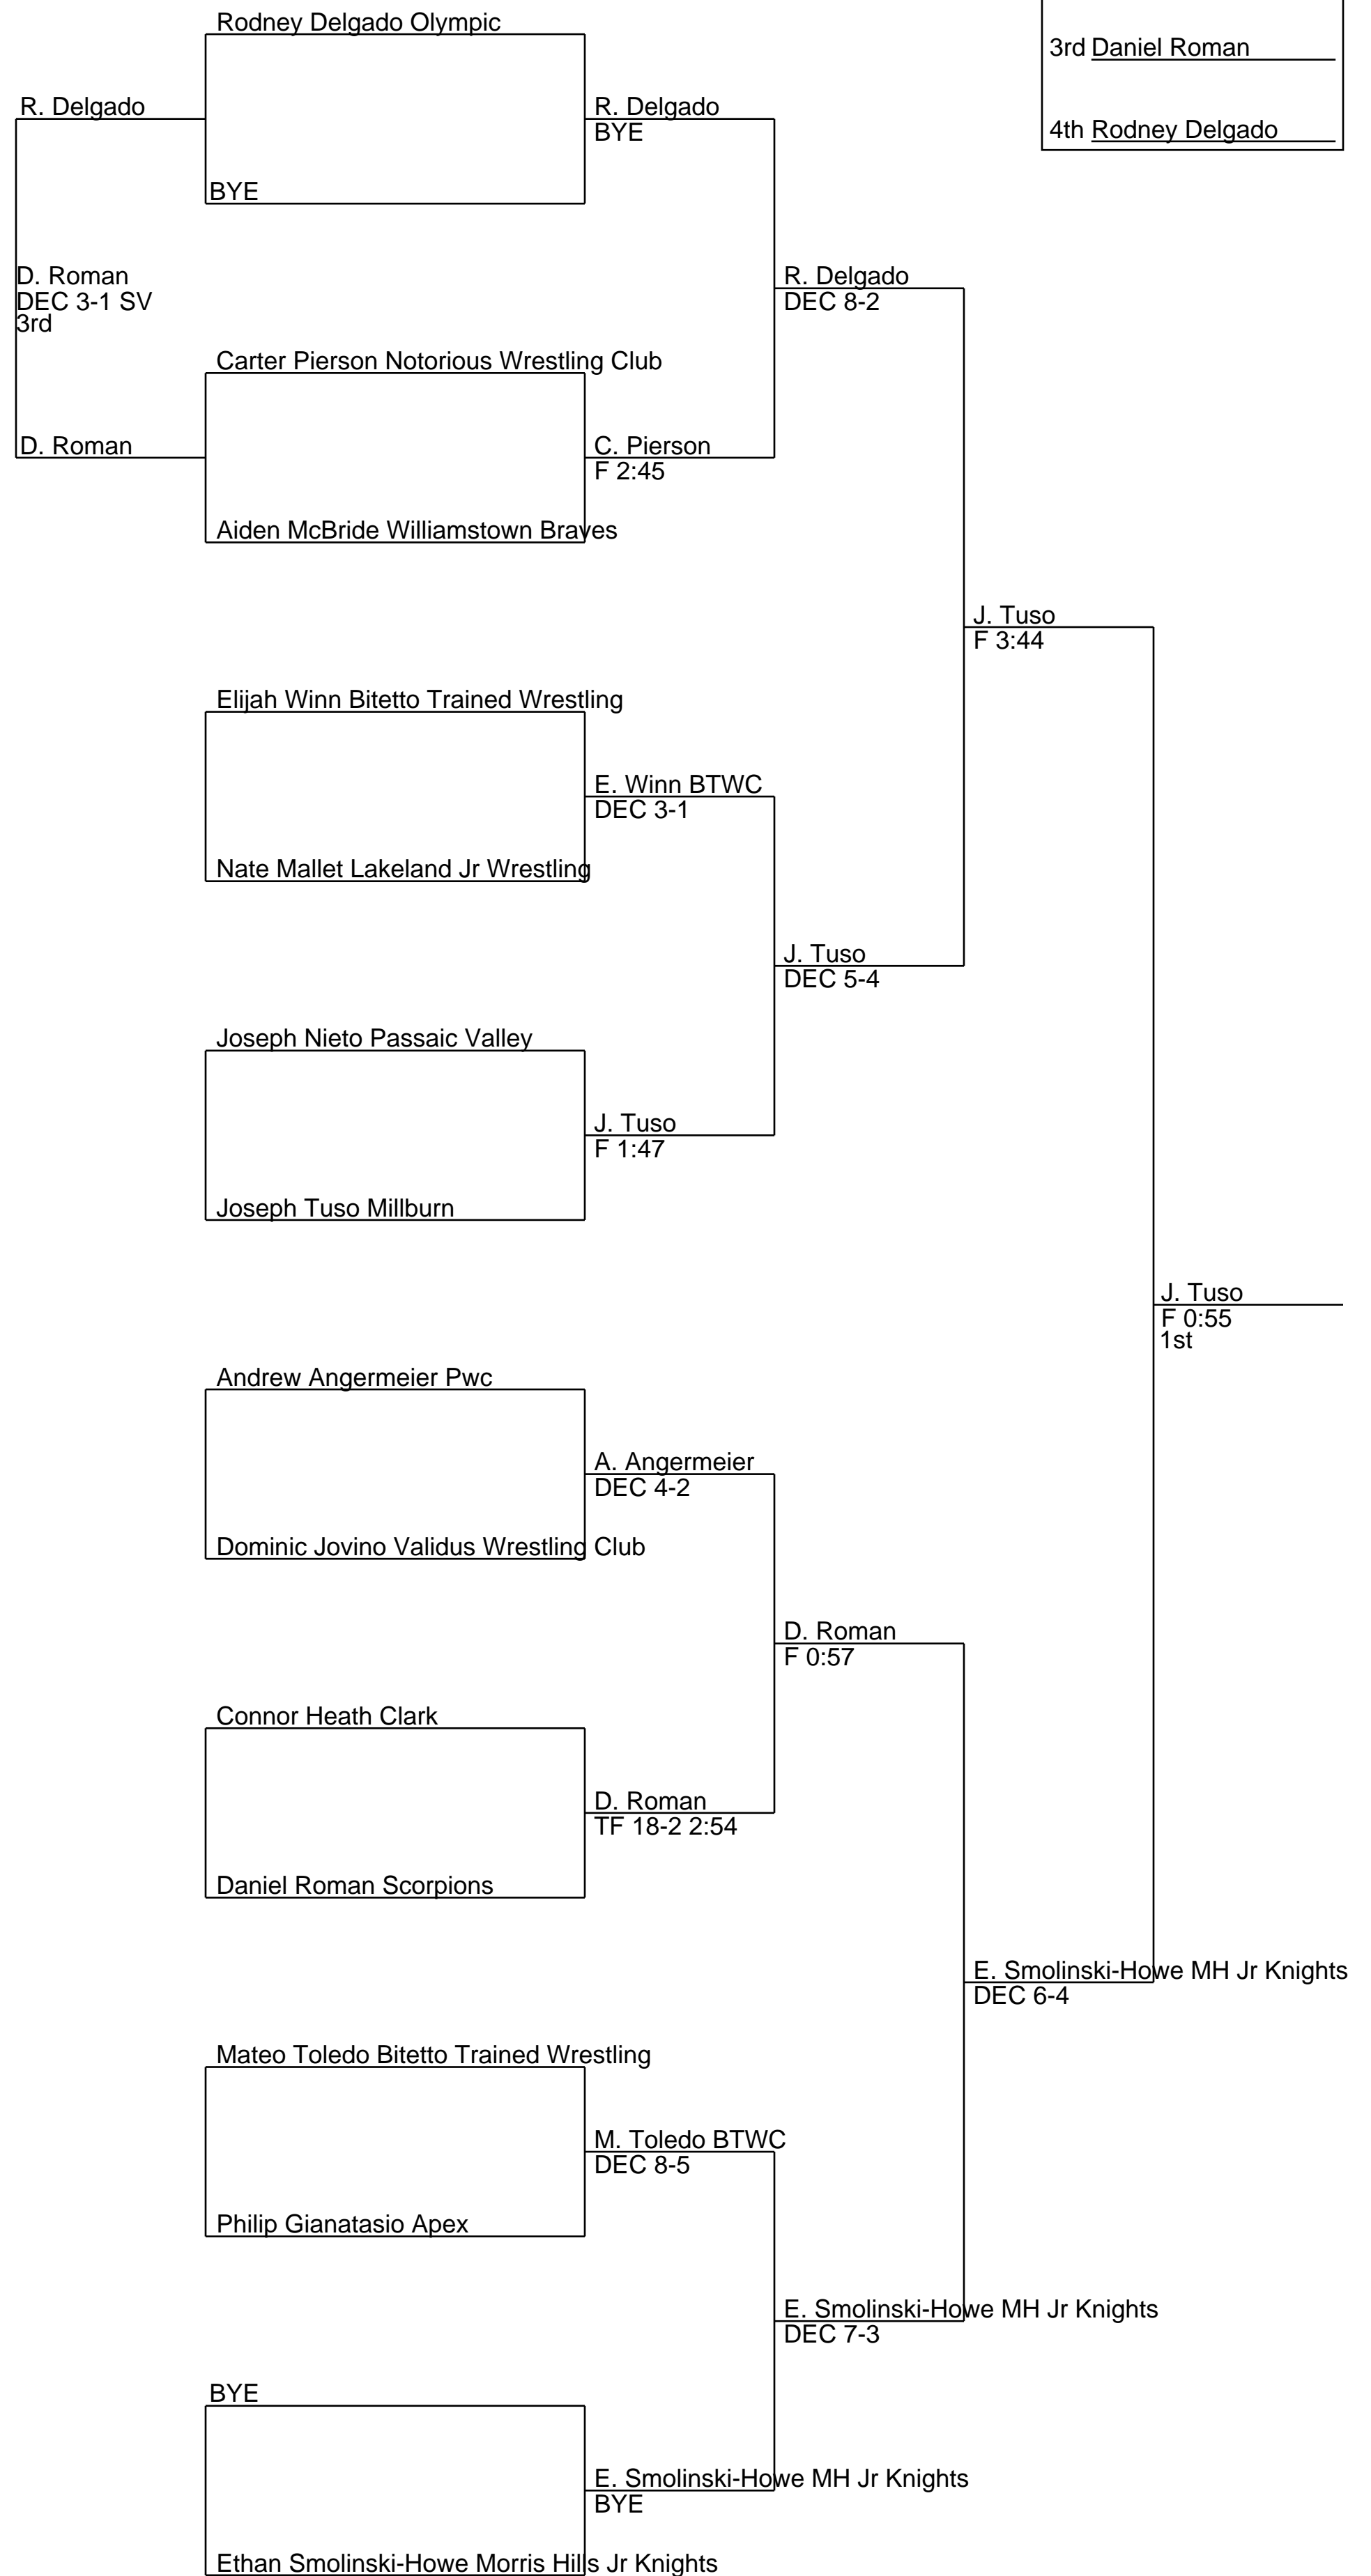 Rodney Delgado Olympic
3rd Daniel Roman
R. Delgado
R. Delgado
BYE
4th Rodney Delgado
BYE
D. Roman
DEC 3-1 SV
3rd
R. Delgado
DEC 8-2
Carter Pierson Notorious Wrestling Club
D. Roman
C. Pierson
F 2:45
Aiden McBride Williamstown Braves
J. Tuso
F 3:44
Elijah Winn Bitetto Trained Wrestling
E. Winn BTWC
DEC 3-1
Nate Mallet Lakeland Jr Wrestling
J. Tuso
DEC 5-4
Joseph Nieto Passaic Valley
J. Tuso
F 1:47
Joseph Tuso Millburn
J. Tuso
F 0:55
1st
Andrew Angermeier Pwc
A. Angermeier
DEC 4-2
Dominic Jovino Validus Wrestling Club
D. Roman
F 0:57
Connor Heath Clark
D. Roman
TF 18-2 2:54
Daniel Roman Scorpions
E. Smolinski-Howe MH Jr Knights
DEC 6-4
Mateo Toledo Bitetto Trained Wrestling
M. Toledo BTWC
DEC 8-5
Philip Gianatasio Apex
E. Smolinski-Howe MH Jr Knights
DEC 7-3
BYE
E. Smolinski-Howe MH Jr Knights
BYE
Ethan Smolinski-Howe Morris Hills Jr Knights